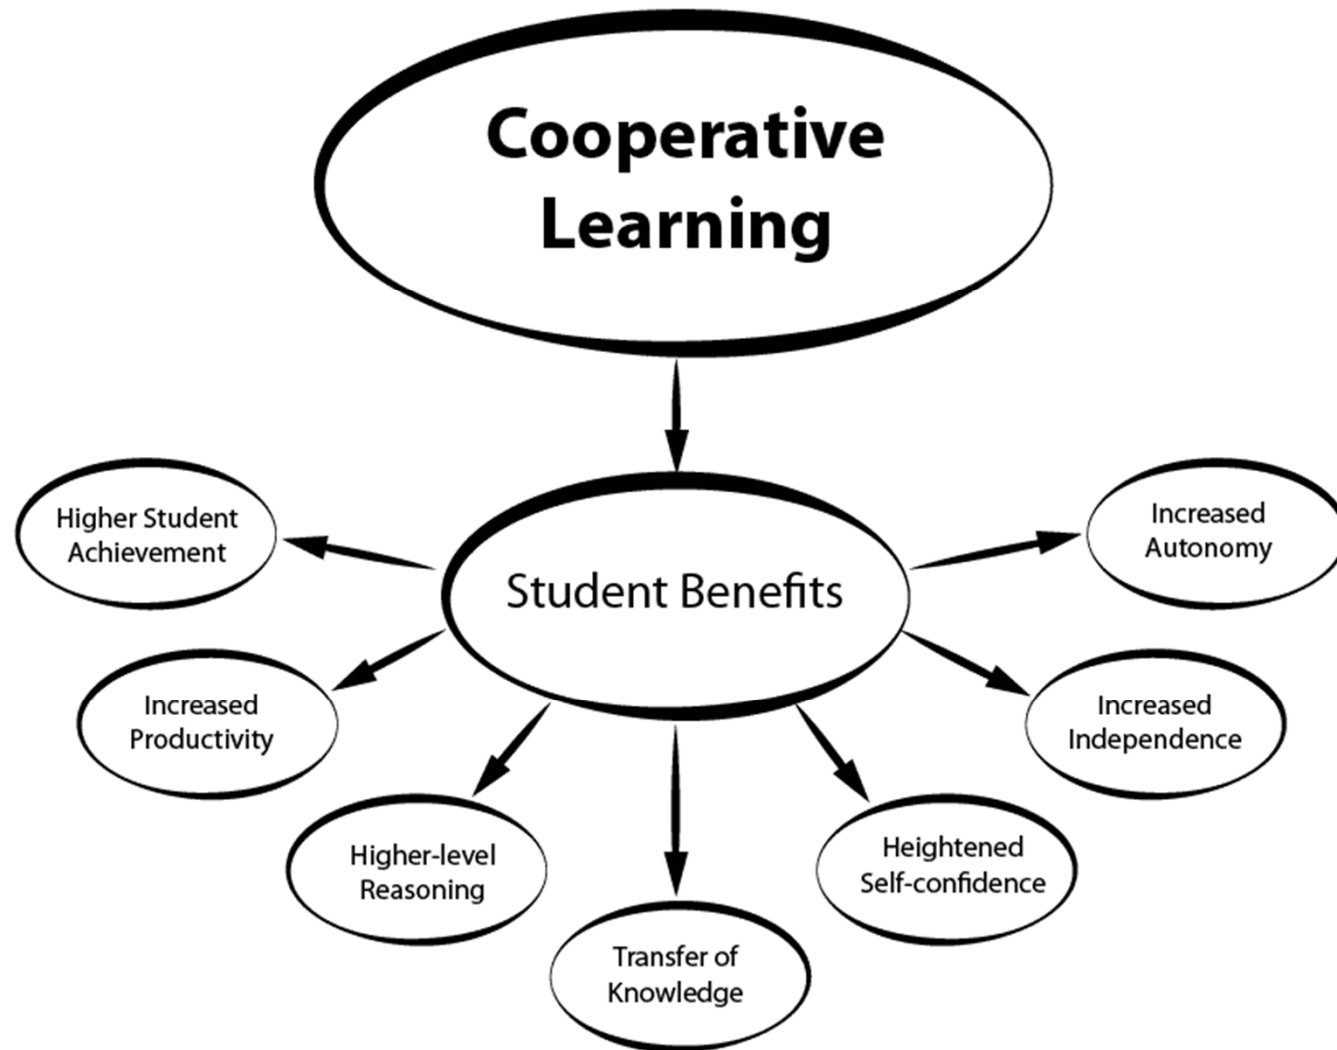 Cooperative
Learning
Higher Student
Achievement
Student Benefits
Increased
Autonomy
Increased
Productivity
Increased
Independence
Higher-level
Reasoning
Heightened
Self-confidence
Transfer of
Knowledge